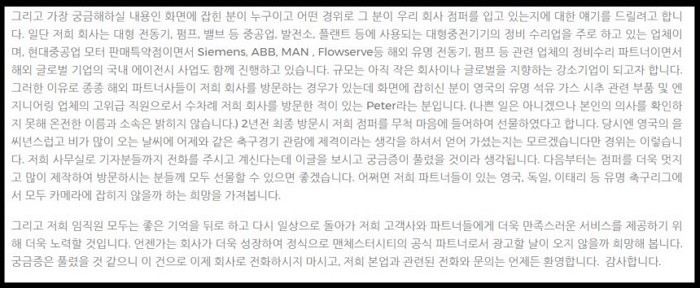 그리고 가장 궁금해하실 내용인 화면에 잡힌 분이 누구이고 어떤 경위로 그 분이 우리 회사 점퍼를 입고 있는지에 대한 얘기를 드릴려고 합니
다. 일단 저희 회사는 대형 전동기, 펌프, 밸브 등 중공업, 발전소, 플랜트 등에 사용되는 대형중전기기의 정비 수리업을 주로 하고 있는 업체이
며, 현대중공업 모터 판매특약점이면서 Siemens, ABB, MAN , Flowserve등 해외 유명 전동기, 펌프 등 관련 업체의 정비수리 파트너이면서
해외 글로벌 기업의 국내 에이전시 사업도 함께 진행하고 있습니다. 규모는 아직 작은 회사이나 글로벌을 지향하는 강소기업이 되고자 합니다.
그러한 이유로 종종 해외 파트너사들이 저희 회사를 방문하는 경우가 있는데 화면에 잡히신 분이 영국의 유명 석유 가스 시추 관련 부품 및 엔
지니어링 업체의 고위급 직원으로서 수차례 저희 회사를 방문한 적이 있는 Peter라는 분입니다. (나쁜 일은 아니겠으나 본인의 의사를 확인하
지 못해 온전한 이름과 소속은 밝히지 않습니다.) 2년전 최종 방문시 저희 점퍼를 무척 마음에 들어하여 선물하였다고 합니다. 당시엔 영국의 을
씨년스럽고 비가 많이 오는 날씨에 어제와 같은 축구경기 관람에 제격이라는 생각을 하셔서 얻어 가셨는지는 모르겠습니다만 경위는 이렇습니
다. 저희 사무실로 기자분들까지 전화를 주시고 계신다는데 이글을 보시고 궁금증이 풀렸을 것이라 생각됩니다. 다음부터는 점퍼를 더욱 멋지
고 많이 제작하여 방문하시는 분들께 모두 선물할 수 있으면 좋겠습니다. 어쩌면 저희 파트너들이 있는 영국, 독일, 이태리 등 유명 축구리그에
서 모두 카메라에 잡히지 않을까 하는 희망을 가져봅니다.
그리고 저희 임직원 모두는 좋은 기억을 뒤로 하고 다시 일상으로 돌아가 저희 고객사와 파트너들에게 더욱 만족스러운 서비스를 제공하기 위
해 더욱 노력할 것입니다. 언젠가는 회사가 더욱 성장하여 정식으로 맨체스터시티의 공식 파트너로서 광고할 날이 오지 않을까 희망해 봅니다.
궁금증은 풀렸을 것 같으니 이 건으로 이제 회사로 전화하시지 마시고, 저희 본업과 관련된 전화와 문의는 언제든 환영합니다. 감사합니다.